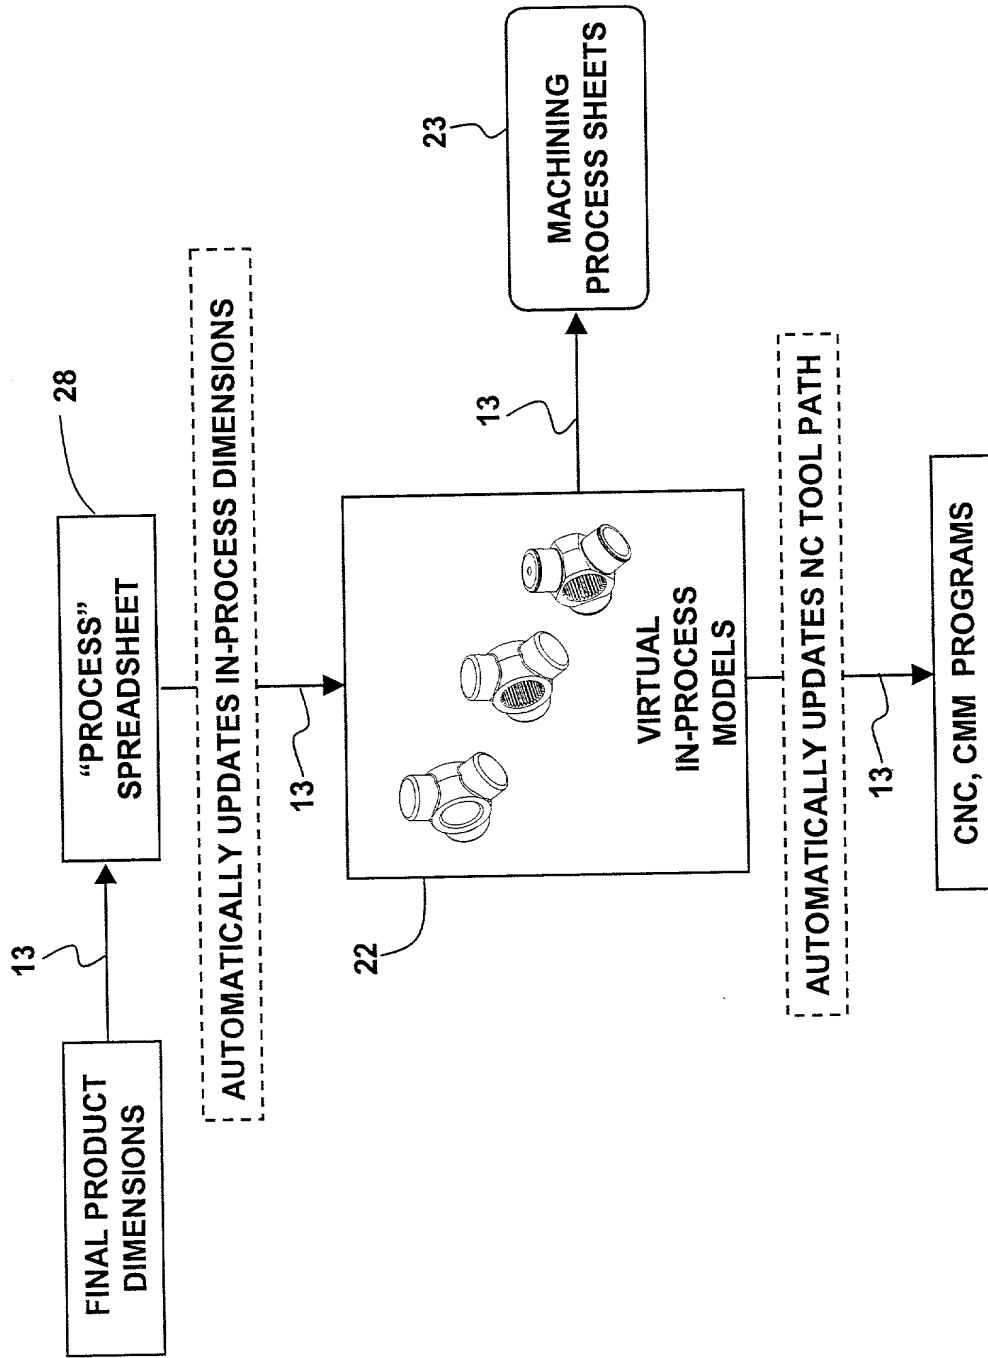 13
28
FINAL PRODUCT
DIMENSIONS
“PROCESS”
SPREADSHEET
AUTOMATICALLY UPDATES IN-PROCESS DIMENSIONS
13
23
22
13
VIRTUAL
IN-PROCESS
MODELS
MACHINING
PROCESS SHEETS
AUTOMATICALLY UPDATES NC TOOL PATH
13
CNC, CMM PROGRAMS